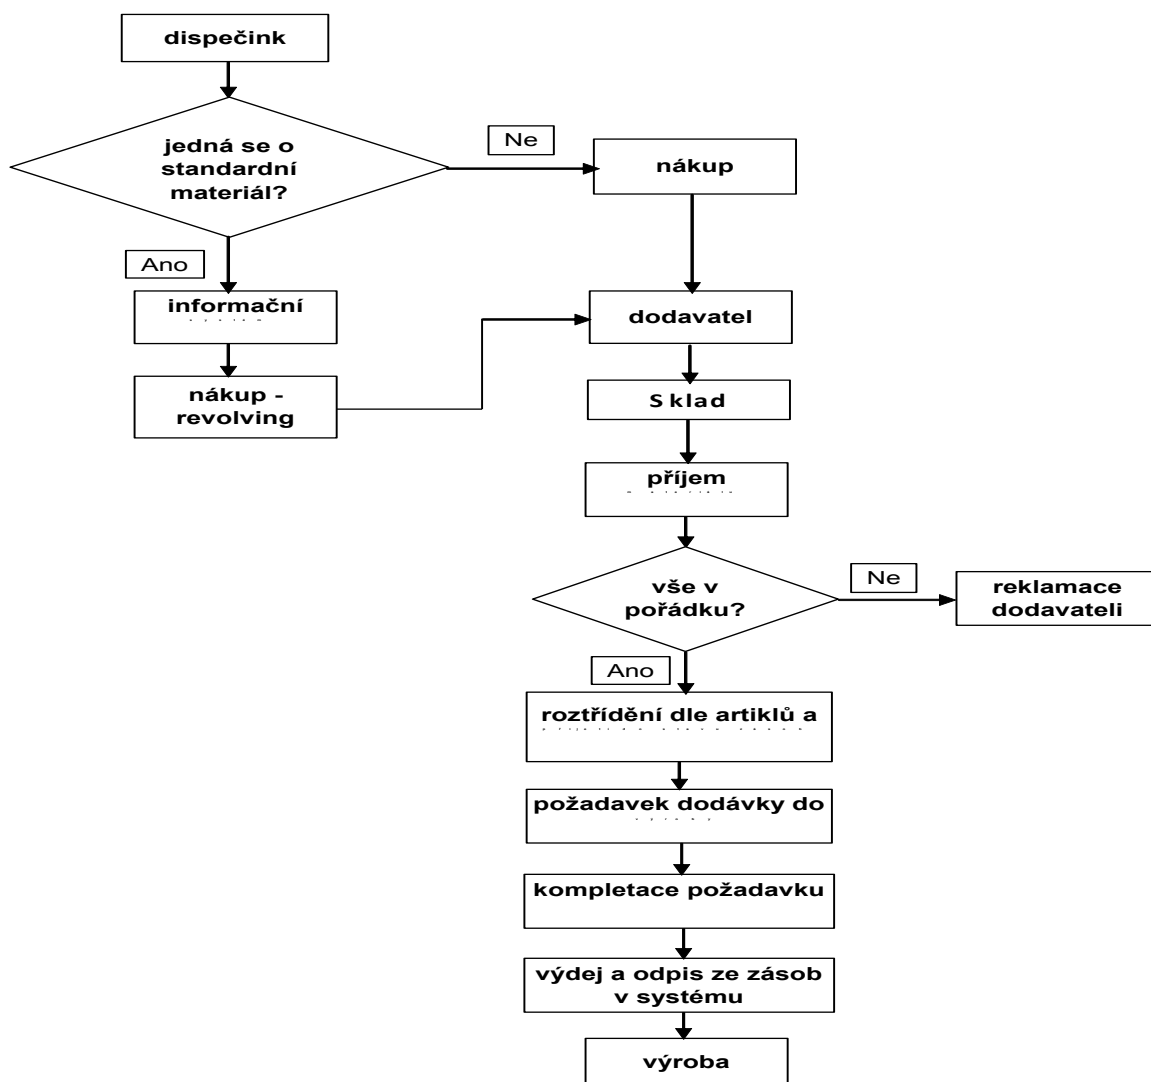 dispečink
jedná se o
standardní
materiál?
Ne
nákup
Ano
informační
dodavatel
nákup -
revolving
Sklad
příjem
vše v
pořádku?
Ne
reklamace
dodavateli
Ano
roztřídění dle artiklů a
požadavek dodávky do
kompletace požadavku
výdej a odpis ze zásob
v systému
výroba